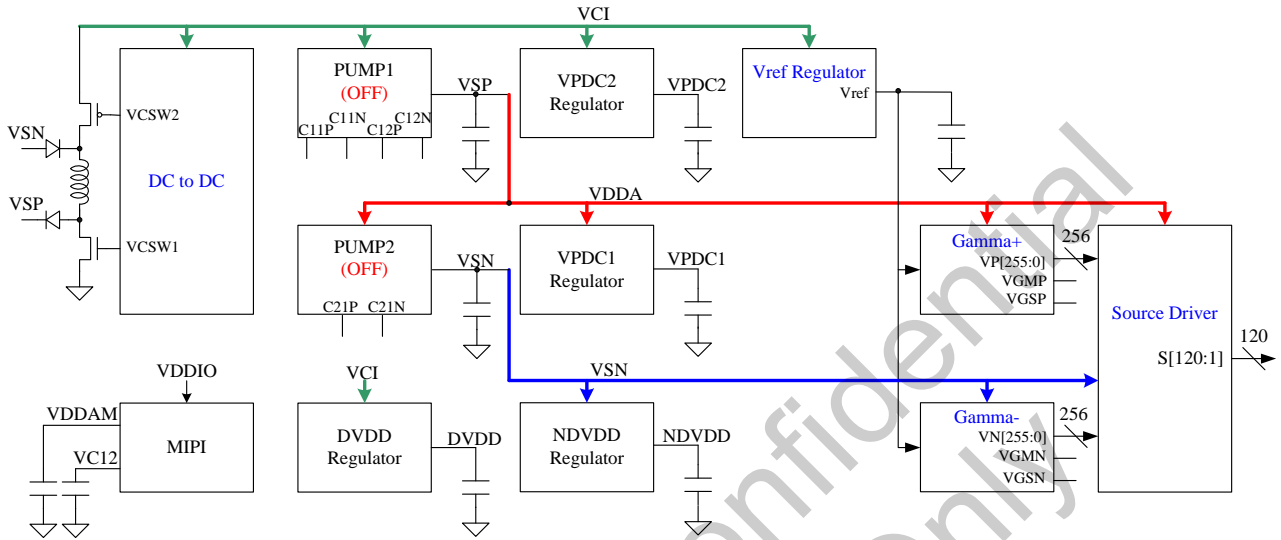 VCI
PUMP1
(OFF)
C11P
C11N
C12P
C12N
VSP
VPDC2
Regulator
VPDC2
Vref Regulator
Vref
VCSW2
VSN
DC to DC
VSP
VCSW1
VDDA
PUMP2
(OFF)
C21P
C21N
VSN
VPDC1
Regulator
VPDC1
Gamma+
VP[255:0]
VGMP
VGSP
256
Source Driver
S[120:1]
120
VDDIO
VDDAM
VC12
MIPI
VCI
DVDD
Regulator
DVDD
VSN
NDVDD
Regulator
NDVDD
Gamma-
VN[255:0]
VGMN
VGSN
256
Only